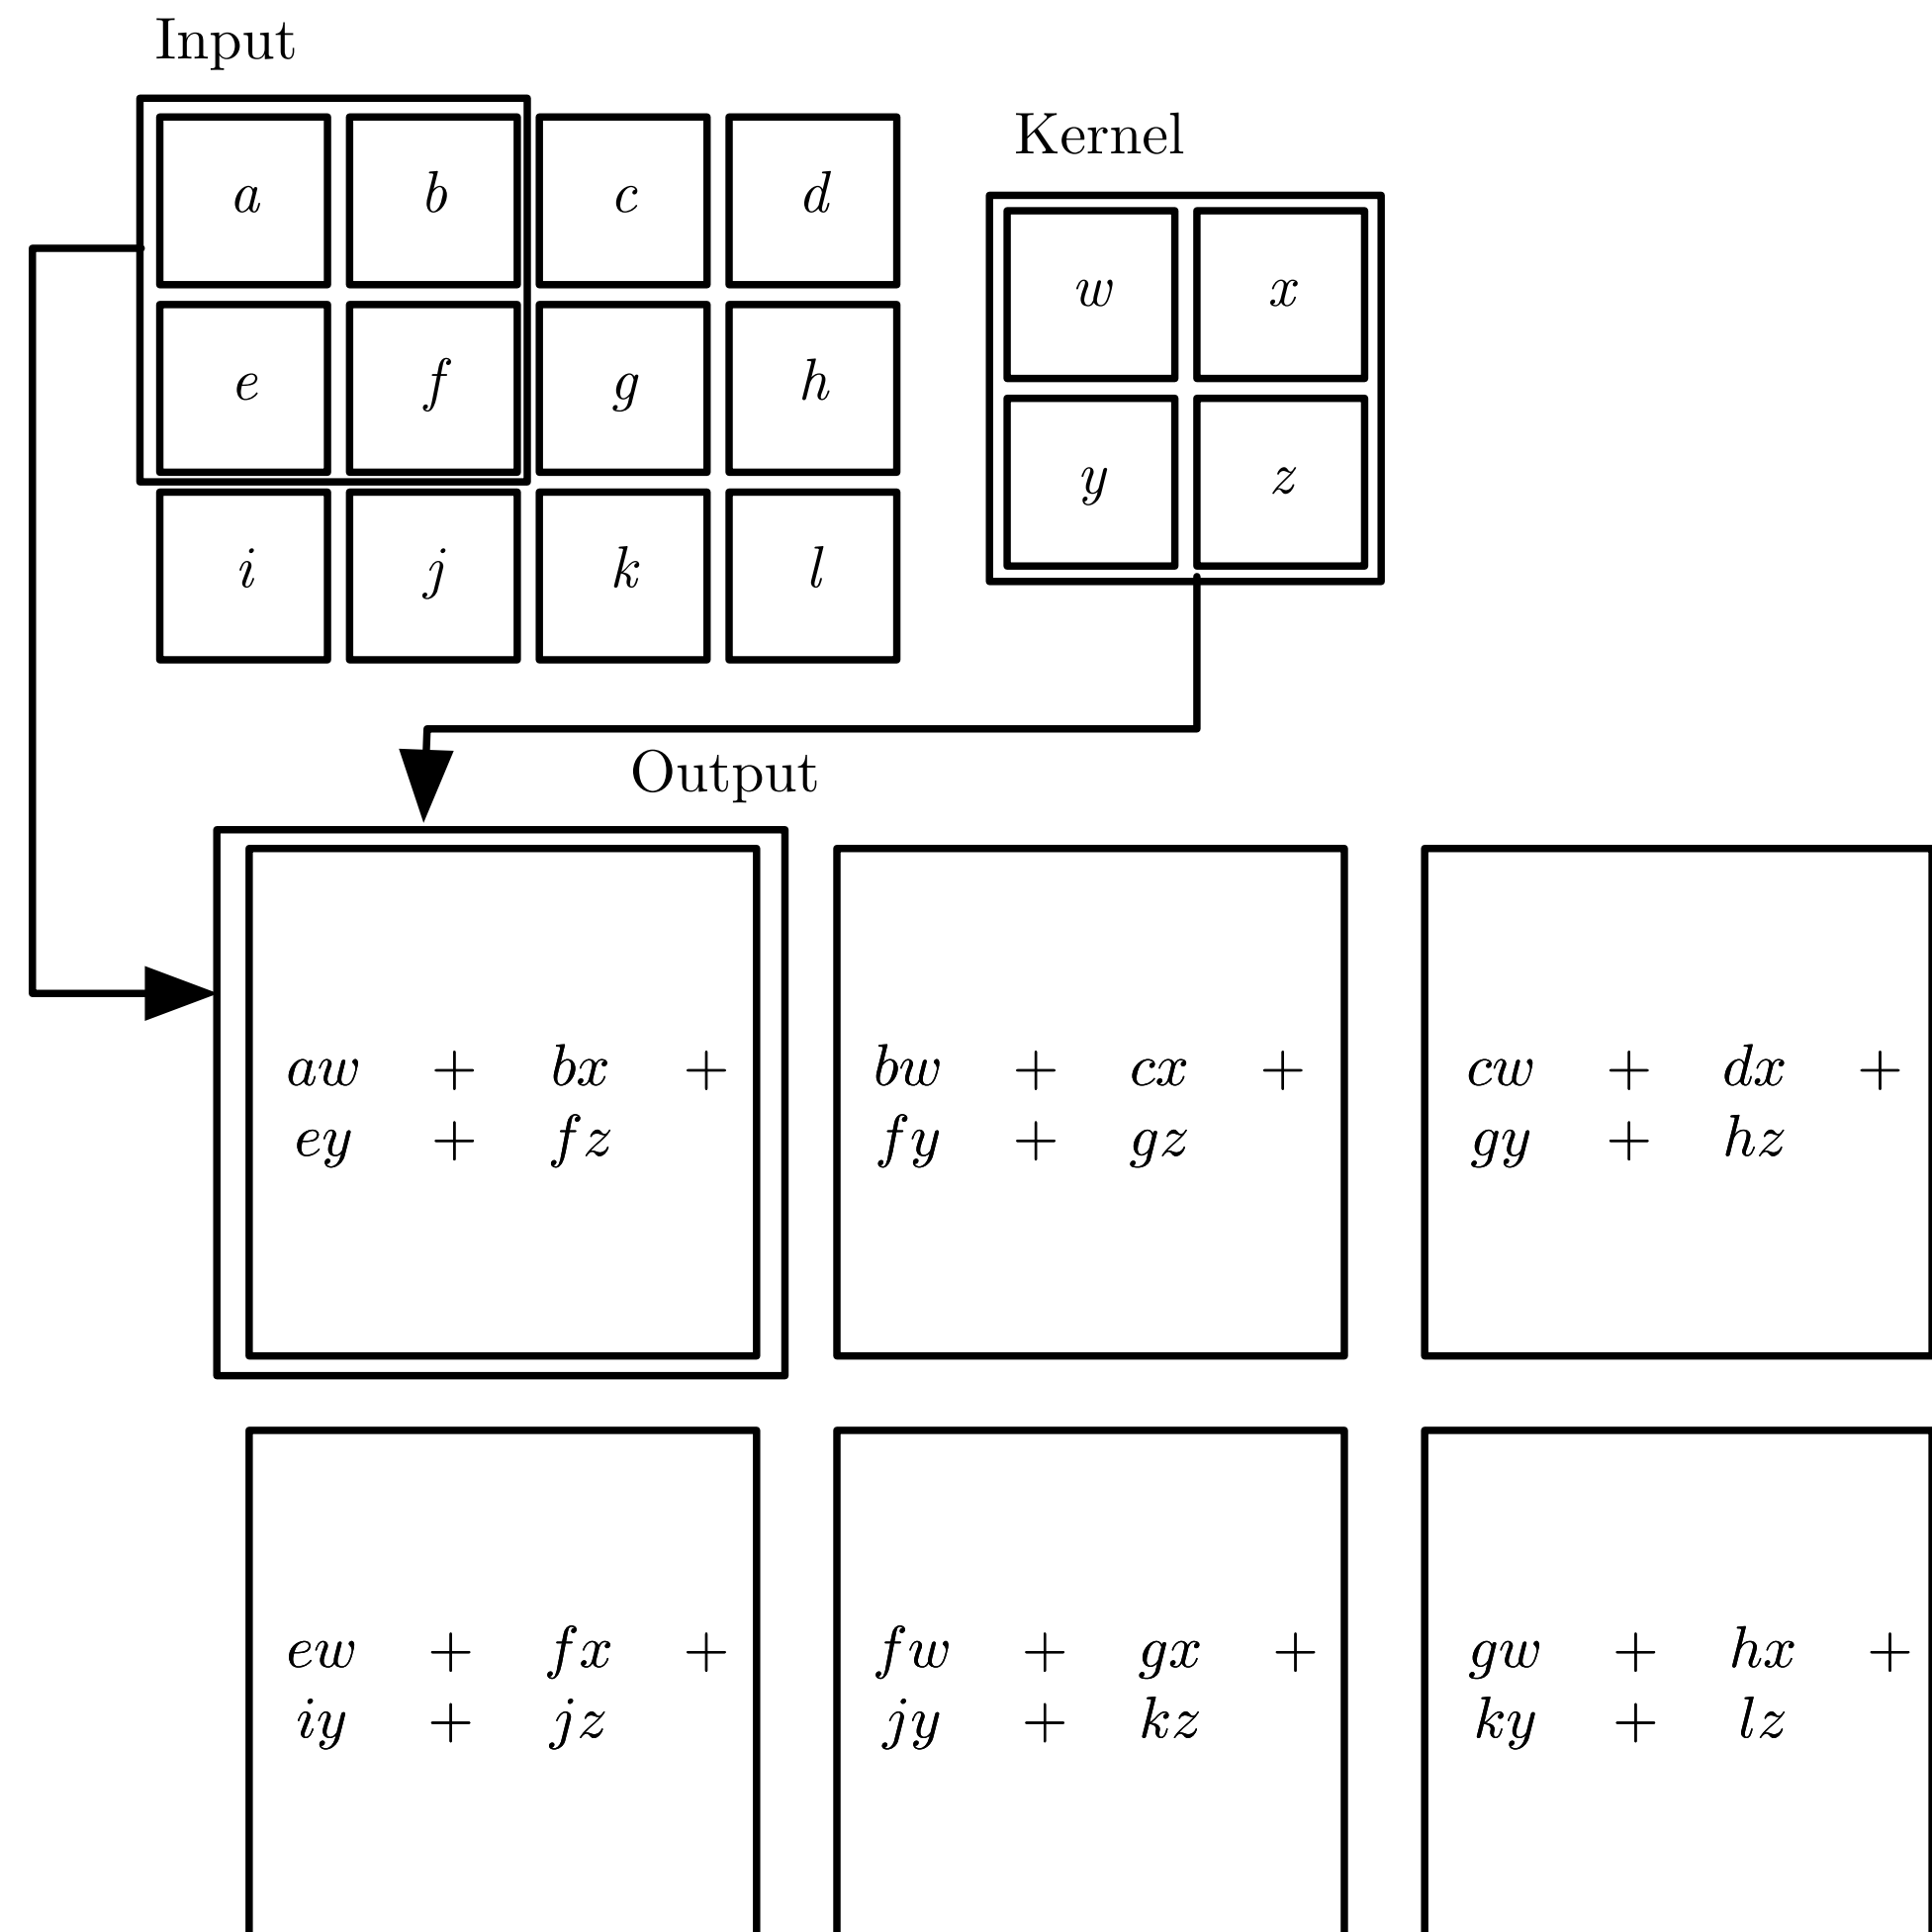 Input
Kernel
a b c d
e f g h
i j k l
w x
y z
Output
aw + bx +
ey + fz
bw + cx +
fy + gz
cw + dx +
gy + hz
ew + fx +
iy + jz
fw + gx +
jy + kz
gw + hx +
ky + lz